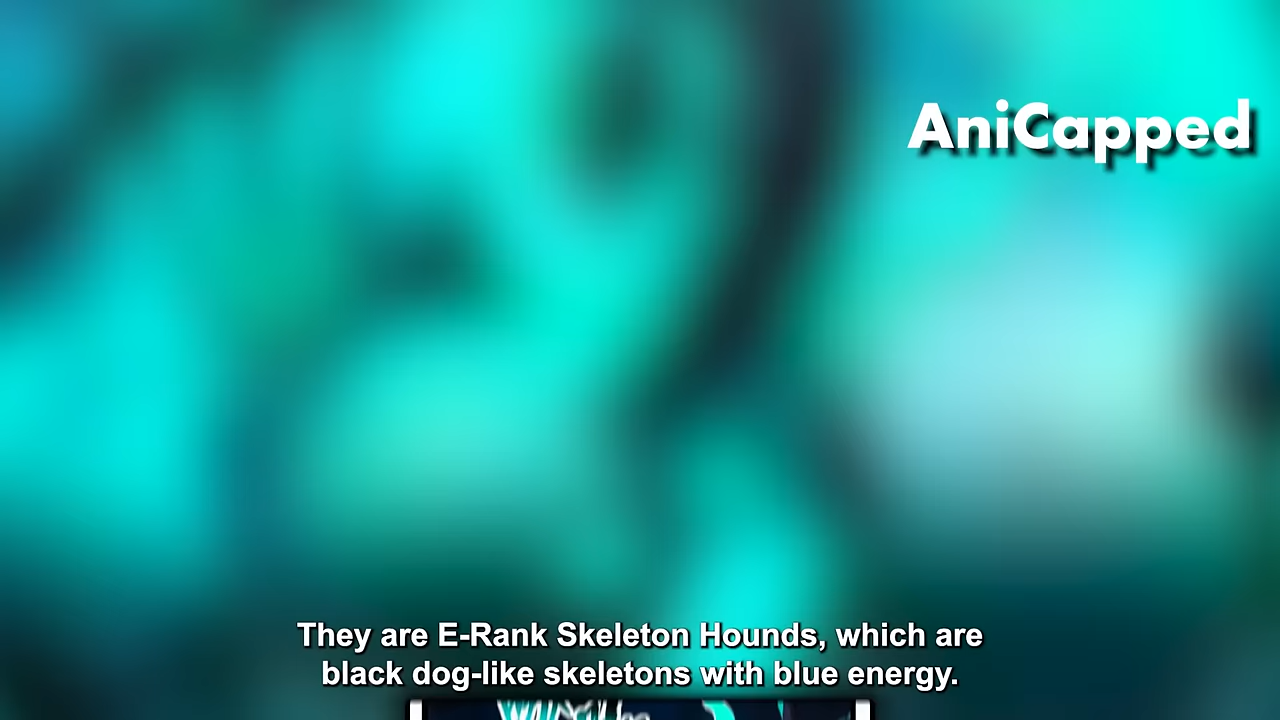 AniCapped
They are E-Rank Skeleton Hounds, which are
black dog-like skeletons with blue energy.